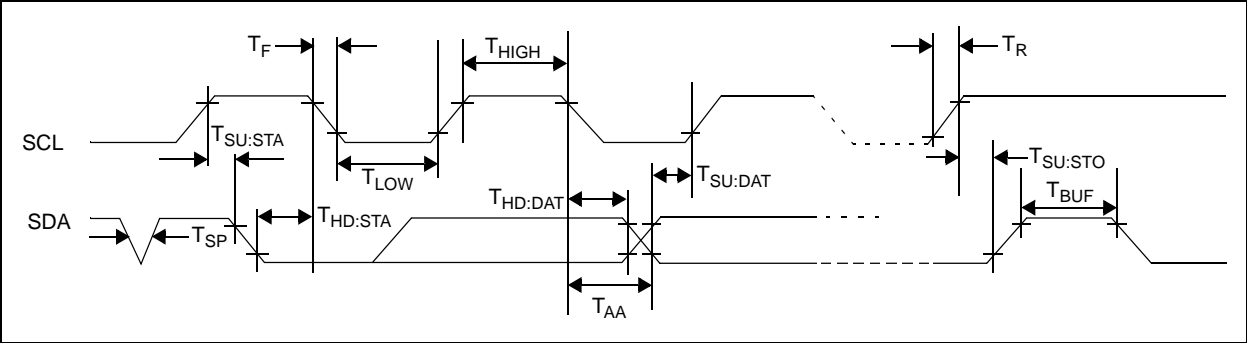 TF
THIGH
TR
SCL
TSU:STA
TLOW
TSU:DAT
TSU:STO
THD:DAT
TBUF
SDA
THD:STA
TSP
TAA